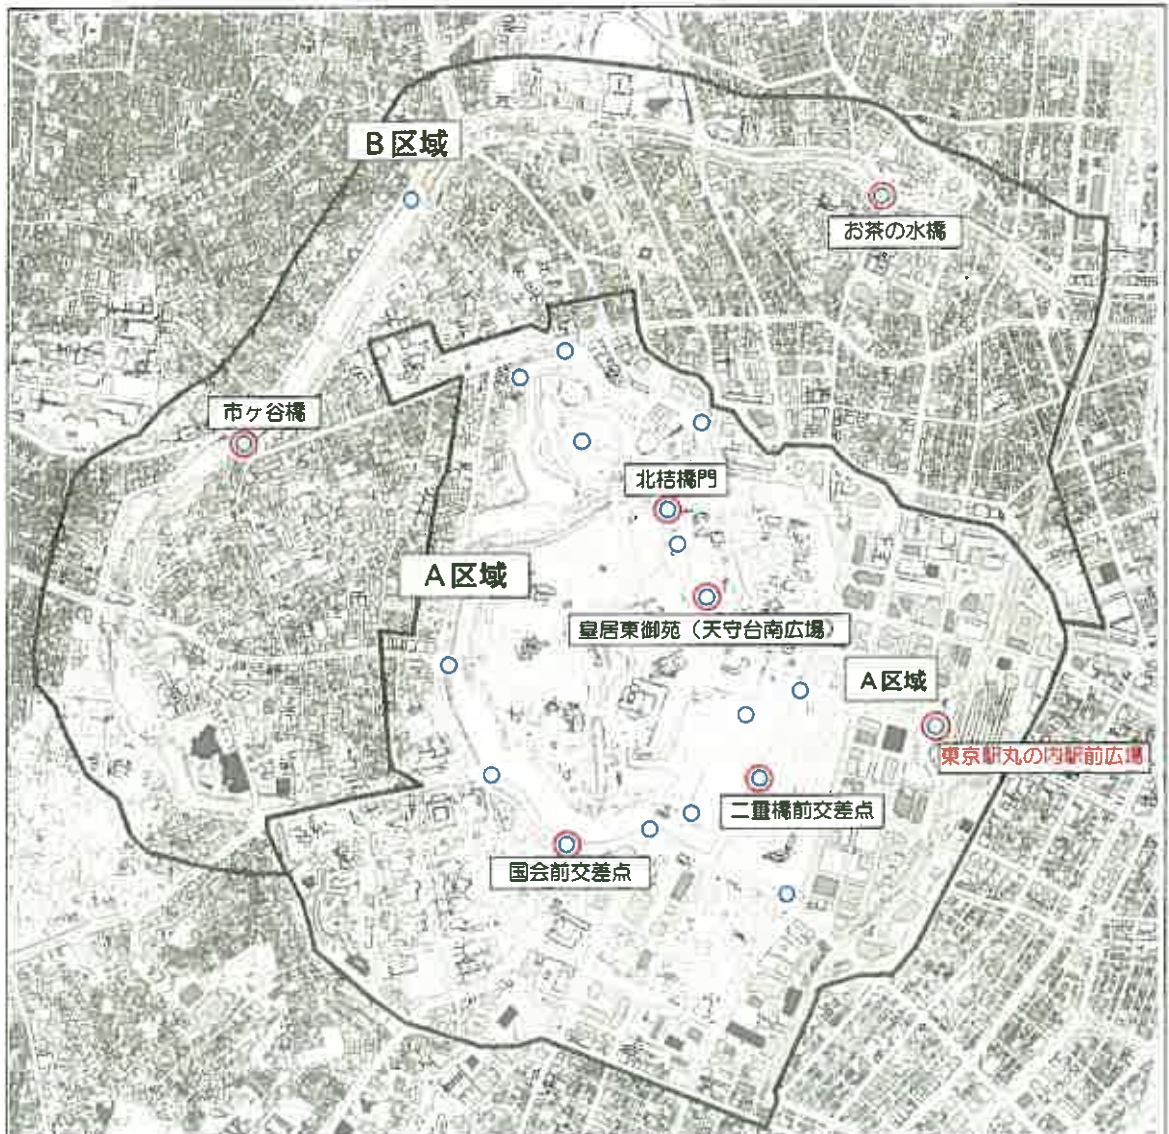 B区域
お茶の水橋
市ヶ谷橋
北桔橋門
A区域
皇居東御苑（天守台南広場）
A区域
東京駅丸の内駅前広場
二重橋前交差点
国会前交差点